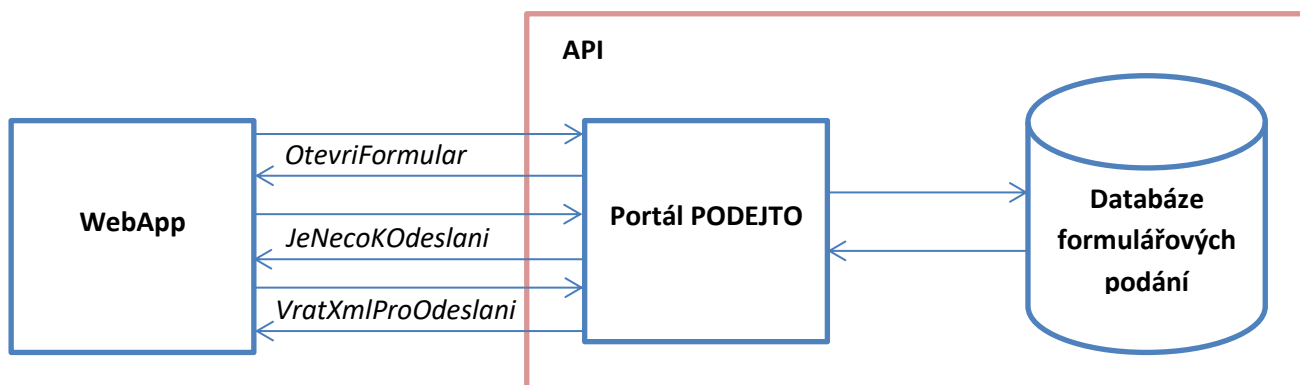 API
OtevriFormular
WebApp
JeNecoKOdeslani
VratXmlProOdeslani
Portál PODEJTO
Databáze
formulářových
podání